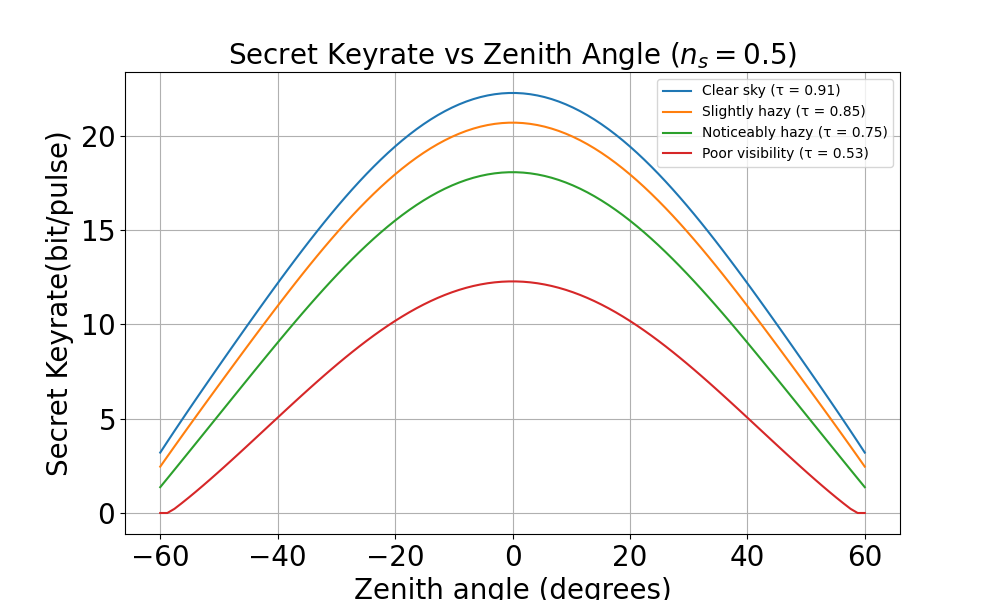 Secret Keyrate vs Zenith Angle (n_s = 0.5)
Clear sky (τ = 0.91)
Slightly hazy (τ = 0.85)
Noticeably hazy (τ = 0.75)
Poor visibility (τ = 0.53)
Secret Keyrate(bit/pulse)
20
15
10
5
0
−60 −40 −20 0 20 40 60
Zenith angle (degrees)